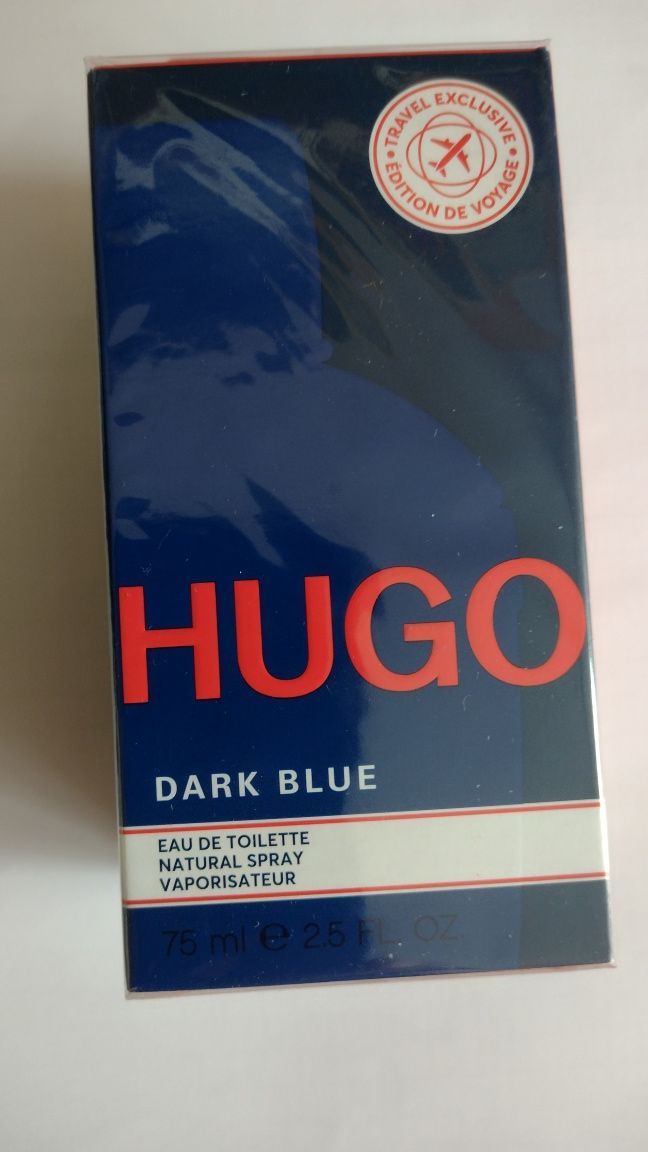 TRAVEL EXCLUSIVE
ÉDITION DE VOYAGE
HUGO
DARK BLUE
EAU DE TOILETTE
NATURAL SPRAY
VAPORISATEUR
75 ml ℮ 2.5 FL. OZ.